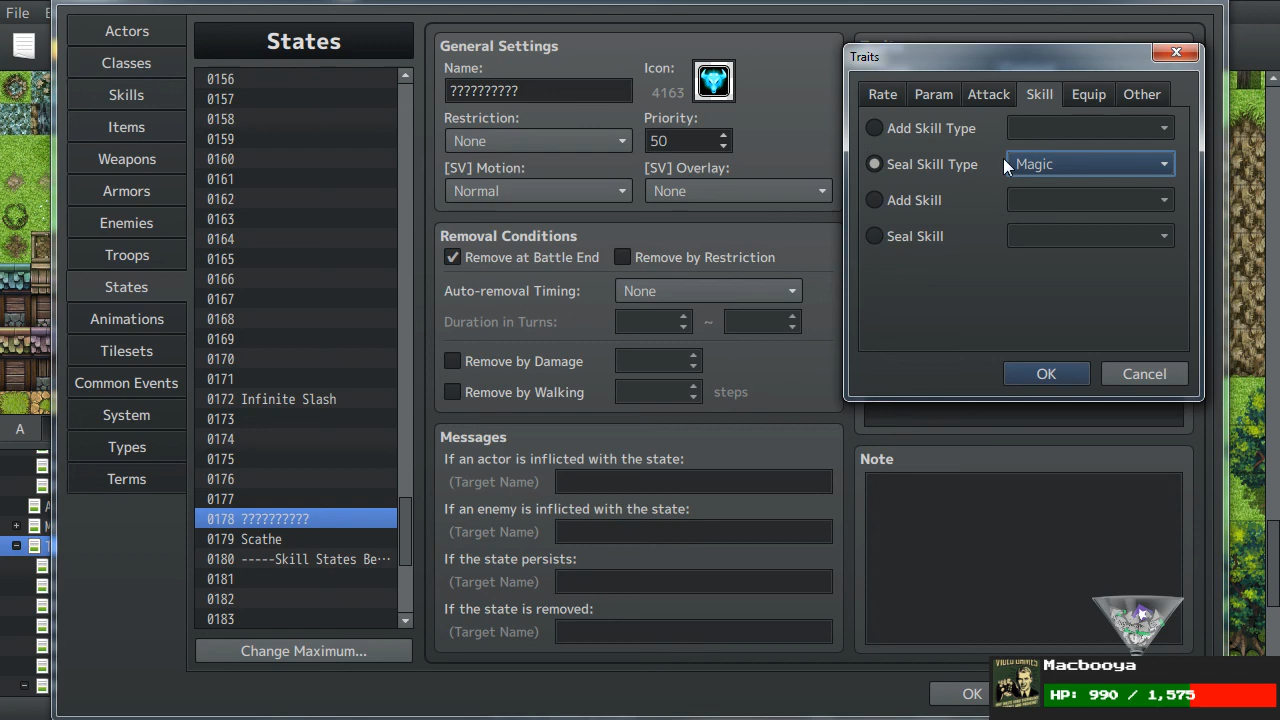 File
Actors
Classes
Skills
Items
Weapons
Armors
Enemies
Troops
States
Animations
Tilesets
Common Events
System
Types
Terms
A
States
0156
0157
0158
0159
0160
0161
0162
0163
0164
0165
0166
0167
0168
0169
0170
0171
0172 Infinite Slash
0173
0174
0175
0176
0177
0178 ??????????
0179 Scathe
0180 -----Skill States Be...
0181
0182
0183
Change Maximum...
General Settings
Name:
Icon:
??????????
4163
Restriction:
Priority:
None
50
[SV] Motion:
[SV] Overlay:
Normal
None
Removal Conditions
Remove at Battle End
Remove by Restriction
Auto-removal Timing:
None
Duration in Turns:
~
Remove by Damage
Remove by Walking
steps
Messages
If an actor is inflicted with the state:
(Target Name)
If an enemy is inflicted with the state:
(Target Name)
If the state persists:
(Target Name)
If the state is removed:
(Target Name)
Traits
Rate
Param
Attack
Skill
Equip
Other
Add Skill Type
Seal Skill Type
Magic
Add Skill
Seal Skill
OK
Cancel
Note
OK
VIDEO GAMES
Macbooya
HP: 990 / 1,575